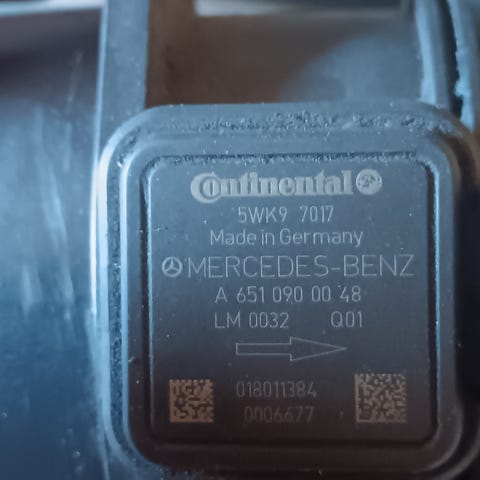 Continental
5WK9 7017
Made in Germany
MERCEDES-BENZ
A 651 090 00 48
LM 0032 Q01
018011384
0006677